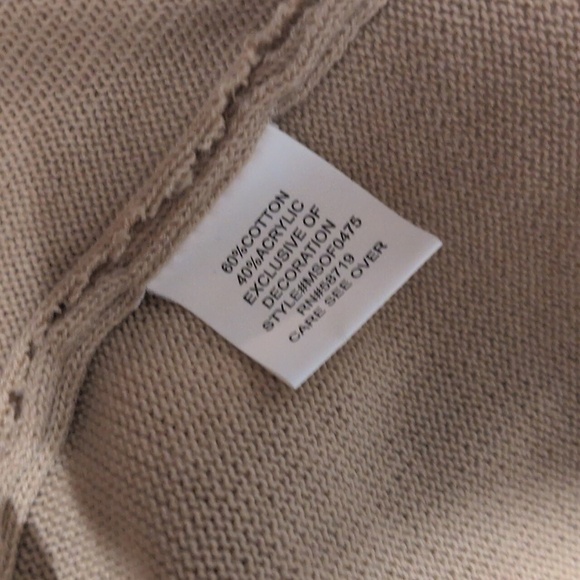 60%COTTON
40%ACRYLIC
EXCLUSIVE OF
DECORATION
STYLE#MSOF0475
RN#58719
CARE SEE OVER